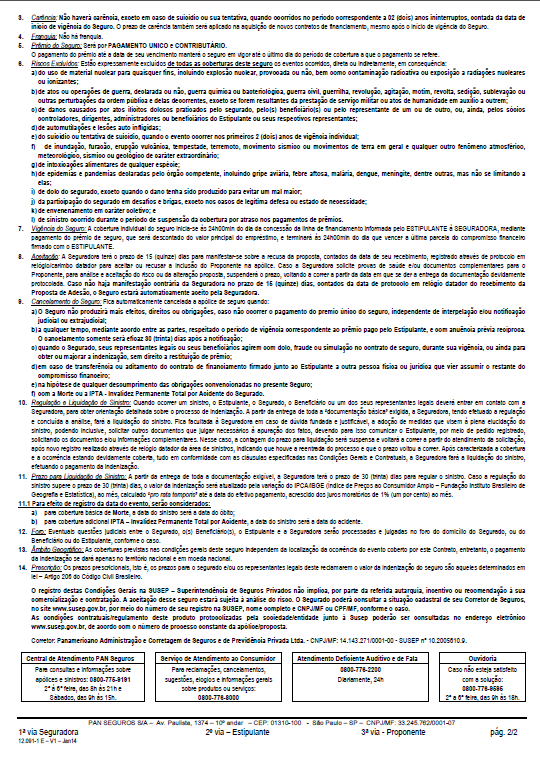 3. Carência: Não haverá carência, exceto em caso de suicídio ou sua tentativa, quando ocorridos no período correspondente a 02 (dois) anos ininterruptos, contada da data de
início de vigência do Seguro. O prazo de carência também será aplicado na aquisição de novos contratos de financiamento, mesmo após o início de vigência do Seguro.
4. Franquia: Não há franquia.
5. Prêmio do Seguro: Será por PAGAMENTO UNICO e CONTRIBUTÁRIO.
O pagamento do prêmio até a data de seu vencimento manterá o seguro em vigor até o último dia do período de cobertura a que o pagamento se refere.
6. Riscos Excluídos: Estão expressamente excluídos de todas as coberturas deste seguro os eventos ocorridos, direta ou indiretamente, em consequência:
a) do uso de material nuclear para quaisquer fins, incluindo explosão nuclear, provocada ou não, bem como contaminação radioativa ou exposição a radiações nucleares
ou ionizantes;
b) de atos ou operações de guerra, declarada ou não, guerra química ou bacteriológica, guerra civil, guerrilha, revolução, agitação, motim, revolta, sedição, sublevação ou
outras perturbações da ordem pública e delas decorrentes, exceto se forem resultantes da prestação de serviço militar ou atos de humanidade em auxílio a outrem;
c) de danos causados por atos ilícitos dolosos praticados pelo segurado, pelo(s) beneficiário(s) ou pelo representante de um ou de outro, ou, ainda, pelos sócios
controladores, dirigentes, administradores ou beneficiários do Estipulante ou seus respectivos representantes;
d) de automutilações e lesões auto infligidas;
e) do suicídio ou tentativa de suicídio, quando o evento ocorrer nos primeiros 2 (dois) anos de vigência individual;
f) de inundação, furacão, erupção vulcânica, tempestade, terremoto, movimento sísmico ou movimentos de terra em geral e qualquer outro fenômeno atmosférico,
meteorológico, sísmico ou geológico de caráter extraordinário;
g) de intoxicações alimentares de qualquer espécie;
h) de epidemias e pandemias declaradas pelo órgão competente, incluindo gripe aviária, febre aftosa, malária, dengue, meningite, dentre outras, mas não se limitando a
elas;
i) de dolo do segurado, exceto quando o dano tenha sido produzido para evitar um mal maior;
j) da participação do segurado em desafios e brigas, exceto nos casos de legítima defesa ou estado de necessidade;
k) de envenenamento em caráter coletivo; e
l) de sinistro ocorrido durante o período de suspensão da cobertura por atraso nos pagamentos de prêmios.
7. Vigência do Seguro: A cobertura individual do seguro inicia-se às 24h00min do dia da concessão da linha de financiamento informada pelo ESTIPULANTE à SEGURADORA, mediante
pagamento do prêmio de seguro, que será descontado do valor principal do empréstimo, e terminará às 24h00min do dia que vencer a última parcela do compromisso financeiro
firmado com o ESTIPULANTE.
8. Aceitação: A Seguradora terá o prazo de 15 (quinze) dias para manifestar-se sobre a recusa da proposta, contados da data de seu recebimento, registrado através de protocolo em
relógio/carimbo datador para aceitar ou recusar a inclusão do Proponente na apólice. Caso a Seguradora solicite provas de saúde e/ou documentos complementares para o
Proponente, para análise e aceitação do risco ou da alteração proposta, suspenderá o prazo, voltando a correr a partir da data em que se der a entrega da documentação devidamente
protocolada. Caso não haja manifestação contrária da Seguradora no prazo de 15 (quinze) dias, contados da data do protocolo em relógio datador do recebimento da
Proposta de Adesão, o Seguro estará automaticamente aceito pela Seguradora.
9. Cancelamento do Seguro: Fica automaticamente cancelada a apólice de seguro quando:
a) O Seguro não produzirá mais efeitos, direitos ou obrigações, caso não ocorrer o pagamento do premio único do seguro, independente de interpelação e/ou notificação
judicial ou extrajudicial;
b) a qualquer tempo, mediante acordo entre as partes, respeitado o período de vigência correspondente ao prêmio pago pelo Estipulante, e com anuência prévia recíproca.
O cancelamento somente será eficaz 30 (trinta) dias após a notificação;
c) quando o Segurado, seus representantes legais ou seus beneficiários agirem com dolo, fraude ou simulação no contrato de seguro, durante sua vigência, ou ainda para
obter ou majorar a indenização, sem direito a restituição de prêmio;
d) em caso de transferência ou aditamento do contrato de financiamento firmado junto ao Estipulante a outra pessoa física ou jurídica que vier assumir o restante do
compromisso financeiro;
e) na hipótese de qualquer descumprimento das obrigações convencionadas no presente Seguro;
f) com a Morte ou a IPTA - Invalidez Permanente Total por Acidente do Segurado.
10. Regulação e Liquidação de Sinistro: Quando ocorrer um sinistro, o Estipulante, o Segurado, o Beneficiário ou um dos seus representantes legais deverá entrar em contato com a
Seguradora, para obter orientação detalhada sobre o processo de indenização. A partir da entrega de toda a "documentação básica" exigida, a Seguradora, tendo efetuado a regulação
e concluída a análise, fará a liquidação do sinistro. Fica facultada à Seguradora em caso de dúvida fundada e justificável, a adoção de medidas que visem à plena elucidação do
sinistro, podendo inclusive, solicitar outros documentos que julgar necessários à apuração dos fatos, devendo para isso comunicar o Estipulante, por meio de pedido registrado,
solicitando os documentos e/ou informações complementares. Nesse caso, a contagem do prazo para liquidação será suspensa e voltará a correr a partir do atendimento da solicitação,
após novo registro realizado através de relógio datador da área de sinistros, indicando que houve a reentrada do processo e que o prazo voltou a correr. Após caracterizada a cobertura
e a ocorrência estando devidamente coberta, tudo em conformidade com as cláusulas especificadas nas Condições Gerais e Contratuais, a Seguradora fará a liquidação do sinistro,
efetuando o pagamento da indenização.
11. Prazo para Liquidação de Sinistro: A partir da entrega de toda a documentação exigível, a Seguradora terá o prazo de 30 (trinta) dias para regular o sinistro. Caso a regulação do
sinistro supere o prazo de 30 (trinta) dias, o valor da indenização será atualizado pela variação do IPCA/IBGE (Índice de Preços ao Consumidor Amplo – Fundação Instituto Brasileiro de
Geografia e Estatística), ao mês, calculado "pro rata temporis" até a data do efetivo pagamento, acrescido dos juros moratórios de 1% (um por cento) ao mês.
11.1 Para efeito de registro da data do evento, serão considerados:
a) para cobertura básica de Morte, a data do sinistro será a data do óbito;
b) para cobertura adicional IPTA – Invalidez Permanente Total por Acidente, a data do sinistro será a data do acidente.
12. Foro: Eventuais questões judiciais entre o Segurado, o(s) Beneficiário(s), o Estipulante e a Seguradora serão processadas e julgadas no foro do domicílio do Segurado, ou do
Beneficiário ou do Estipulante, conforme o caso.
13. Âmbito Geográfico: As coberturas previstas nas condições gerais deste seguro independem da localização da ocorrência do evento coberto por este Contrato, entretanto, o pagamento
da indenização se dará apenas no território nacional e em moeda nacional.
14. Prescrição: Os prazos prescricionais, isto é, os prazos para o segurado e/ou os representantes legais deste reclamarem o valor da indenização do seguro são aqueles determinados em
lei – Artigo 206 do Código Civil Brasileiro.
O registro destas Condições Gerais na SUSEP – Superintendência de Seguros Privados não implica, por parte da referida autarquia, incentivo ou recomendação à sua
comercialização e contratação. A aceitação desse seguro estará sujeita à análise do risco. O Segurado poderá consultar a situação cadastral de seu Corretor de Seguros,
no site www.susep.gov.br, por meio do número de seu registro na SUSEP, nome completo e CNPJ/MF ou CPF/MF, conforme o caso.
As condições contratuais/regulamento deste produto protocolizadas pela sociedade/entidade junto à Susep poderão ser consultadas no endereço eletrônico
www.susep.gov.br, de acordo com o número de processo constante da apólice/proposta.
Corretor: Panamericano Administração e Corretagem de Seguros e de Previdência Privada Ltda. - CNPJ/MF: 14.143.271/0001-00 - SUSEP nº 10.2005610.9.
Central de Atendimento PAN Seguros
Para consultas e informações sobre
apólices e sinistros: 0800-775-9191
2ª a 6ª feira, das 8h às 21h e
Sábados, das 9h às 15h.
Serviço de Atendimento ao Consumidor
Para reclamações, cancelamentos,
sugestões, elogios e informações gerais
sobre produtos ou serviços:
0800-776-8000
Atendimento Deficiente Auditivo e de Fala
0800-776-2200
Diariamente, 24h
Ouvidoria
Caso não esteja satisfeito
com a solução:
0800-776-9595
2ª a 6ª feira, das 9h às 18h.
PAN SEGUROS S/A – Av. Paulista, 1374 – 10º andar – CEP: 01310-100 - São Paulo – SP – CNPJ/MF: 33.245.762/0001-07
1ª via Seguradora 2ª via – Estipulante 3ª via - Proponente pág. 2/2
12.091-1 E – V1 – Jan14